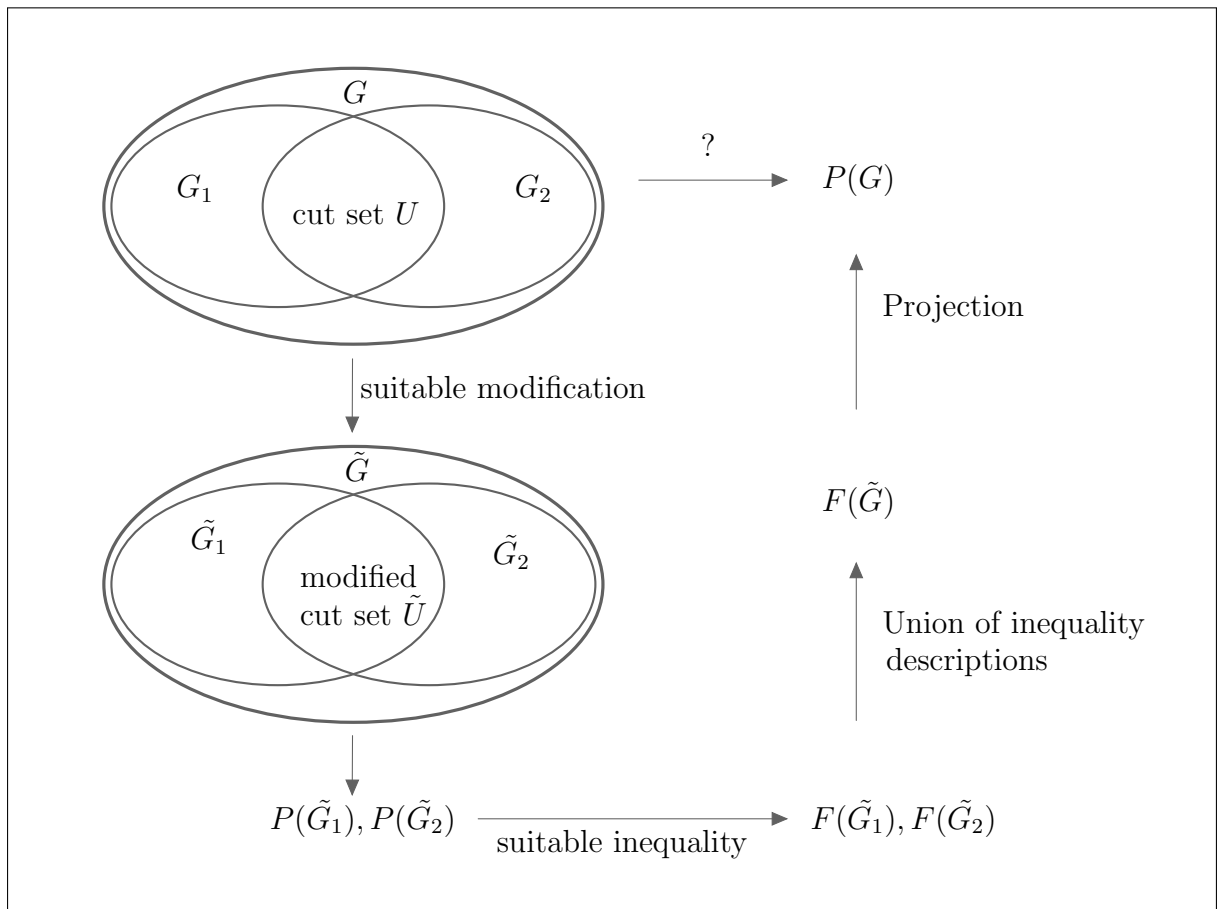 G
G₁
G₂
cut set U
?
P(G)
Projection
suitable modification
G̃
G̃₁
G̃₂
modified
cut set Ũ
F(G̃)
Union of inequality
descriptions
P(G̃₁), P(G̃₂)
suitable inequality
F(G̃₁), F(G̃₂)